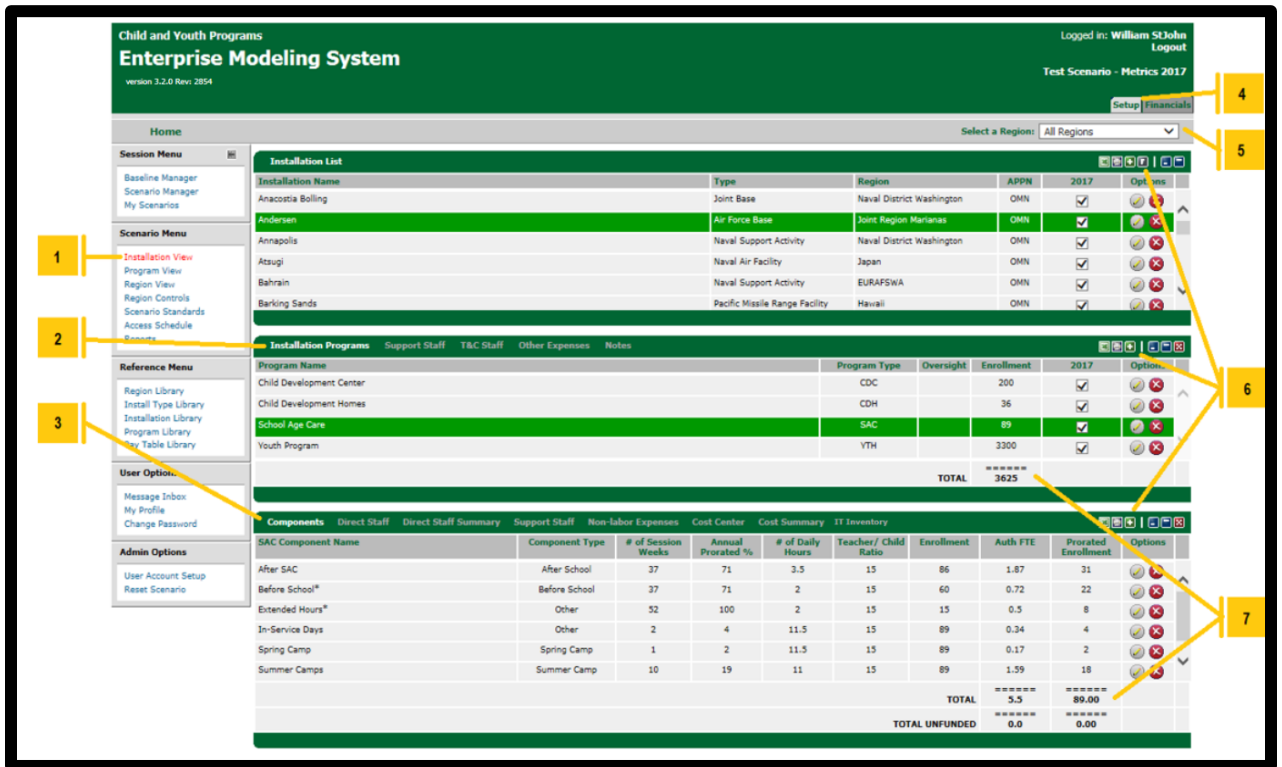 Child and Youth Programs
Enterprise Modeling System
version 3.2.0 Rev: 2854
Logged in: William StJohn
Logout
Test Scenario - Metrics 2017
Setup Financials
4
Home
Select a Region: All Regions
5
Session Menu
Baseline Manager
Scenario Manager
My Scenarios
Scenario Menu
1
Installation View
Program View
Region View
Region Controls
Scenario Standards
Access Schedule
Reports
2
Reference Menu
Region Library
Install Type Library
Installation Library
Program Library
Pay Table Library
3
User Options
Message Inbox
My Profile
Change Password
Admin Options
User Account Setup
Reset Scenario
Installation List
Installation Name Type Region APPN 2017 Options
Anacostia Bolling Joint Base Naval District Washington OMN
Andersen Air Force Base Joint Region Marianas OMN
Annapolis Naval Support Activity Naval District Washington OMN
Atsugi Naval Air Facility Japan OMN
Bahrain Naval Support Activity EURAFSWA OMN
Barking Sands Pacific Missile Range Facility Hawaii OMN
Installation Programs Support Staff T&C Staff Other Expenses Notes
Program Name Program Type Oversight Enrollment 2017 Options
Child Development Center CDC 200
Child Development Homes CDH 36
School Age Care SAC 89
Youth Program YTH 3300
======
TOTAL 3625
6
Components Direct Staff Direct Staff Summary Support Staff Non-labor Expenses Cost Center Cost Summary IT Inventory
SAC Component Name Component Type # of Session Weeks Annual Prorated % # of Daily Hours Teacher/ Child Ratio Enrollment Auth FTE Prorated Enrollment Options
After SAC After School 37 71 3.5 15 86 1.87 31
Before School* Before School 37 71 2 15 60 0.72 22
Extended Hours* Other 52 100 2 15 15 0.5 8
In-Service Days Other 2 4 11.5 15 89 0.34 4
Spring Camp Spring Camp 1 2 11.5 15 89 0.17 2
Summer Camps Summer Camp 10 19 11 15 89 1.59 18
====== ======
TOTAL 5.5 89.00
====== ======
TOTAL UNFUNDED 0.0 0.00
7